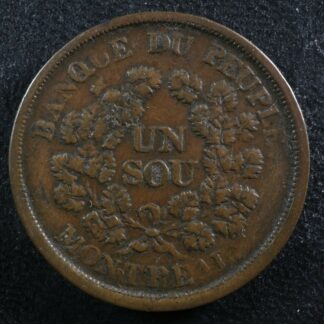 BANQUE DU PEUPLE
UN
SOU
MONTREAL